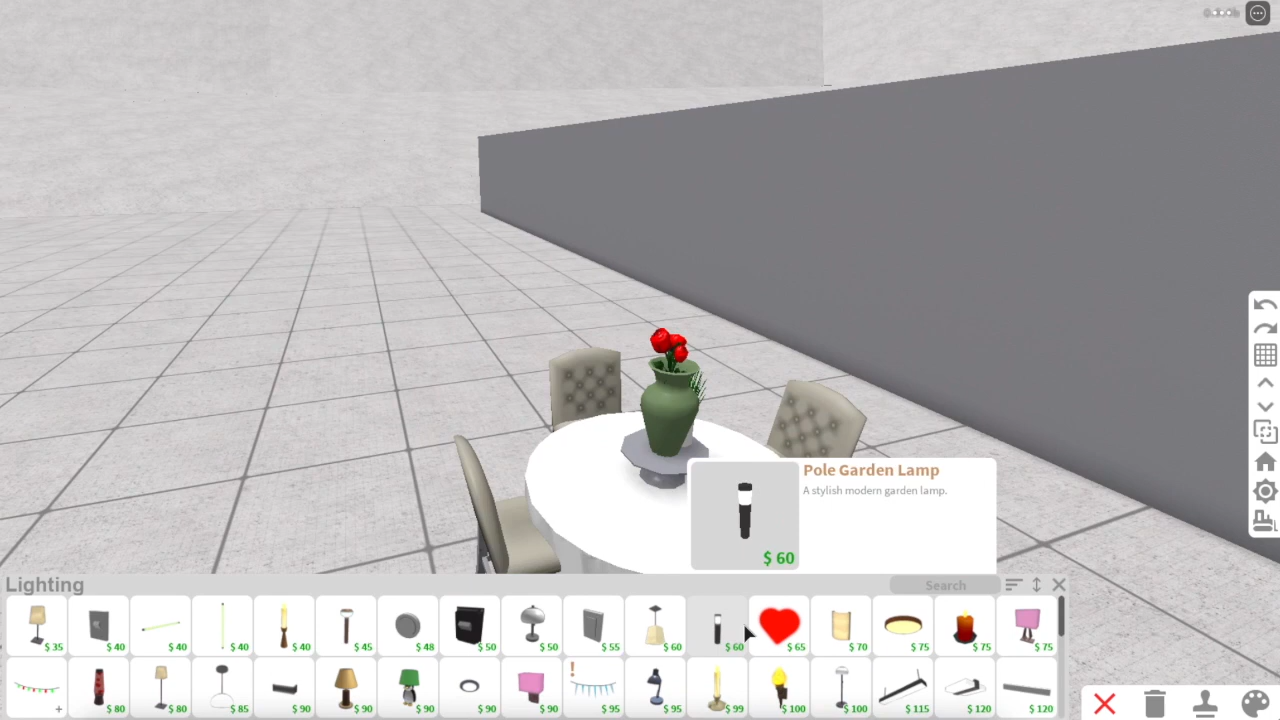 Pole Garden Lamp
A stylish modern garden lamp.
$ 60
Lighting
Search
$ 35 $ 40 $ 40 $ 40 $ 40 $ 45 $ 48 $ 50 $ 50 $ 55 $ 60 $ 60 $ 65 $ 70 $ 75 $ 75 $ 75
+ $ 80 $ 80 $ 85 $ 90 $ 90 $ 90 $ 90 $ 90 $ 95 $ 95 $ 99 $ 100 $ 100 $ 115 $ 120 $ 120